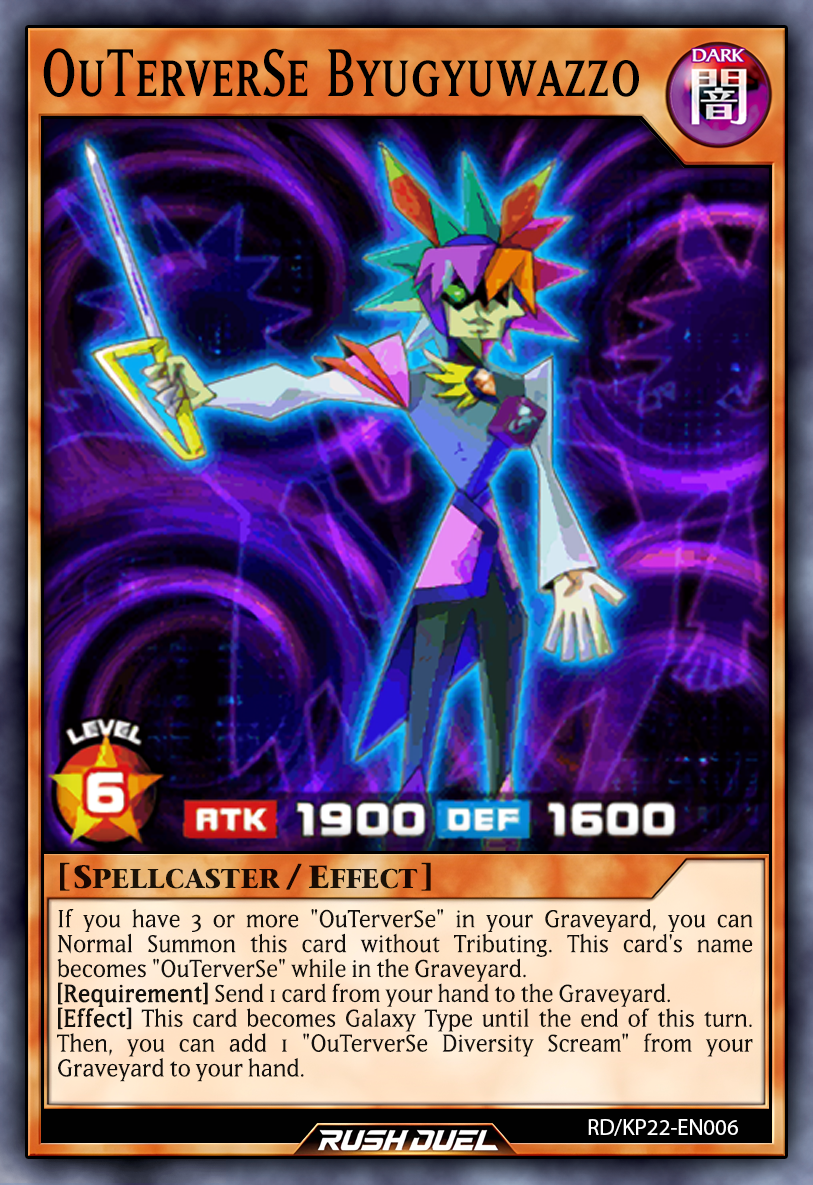 OuTerverSe Byugyuwazzo
DARK
闇
LEVEL
6
ATK 1900 DEF 1600
[Spellcaster / Effect]
If you have 3 or more "OuTerverSe" in your Graveyard, you can
Normal Summon this card without Tributing. This card's name
becomes "OuTerverSe" while in the Graveyard.
[Requirement] Send 1 card from your hand to the Graveyard.
[Effect] This card becomes Galaxy Type until the end of this turn.
Then, you can add 1 "OuTerverSe Diversity Scream" from your
Graveyard to your hand.
RD/KP22-EN006
RUSH DUEL